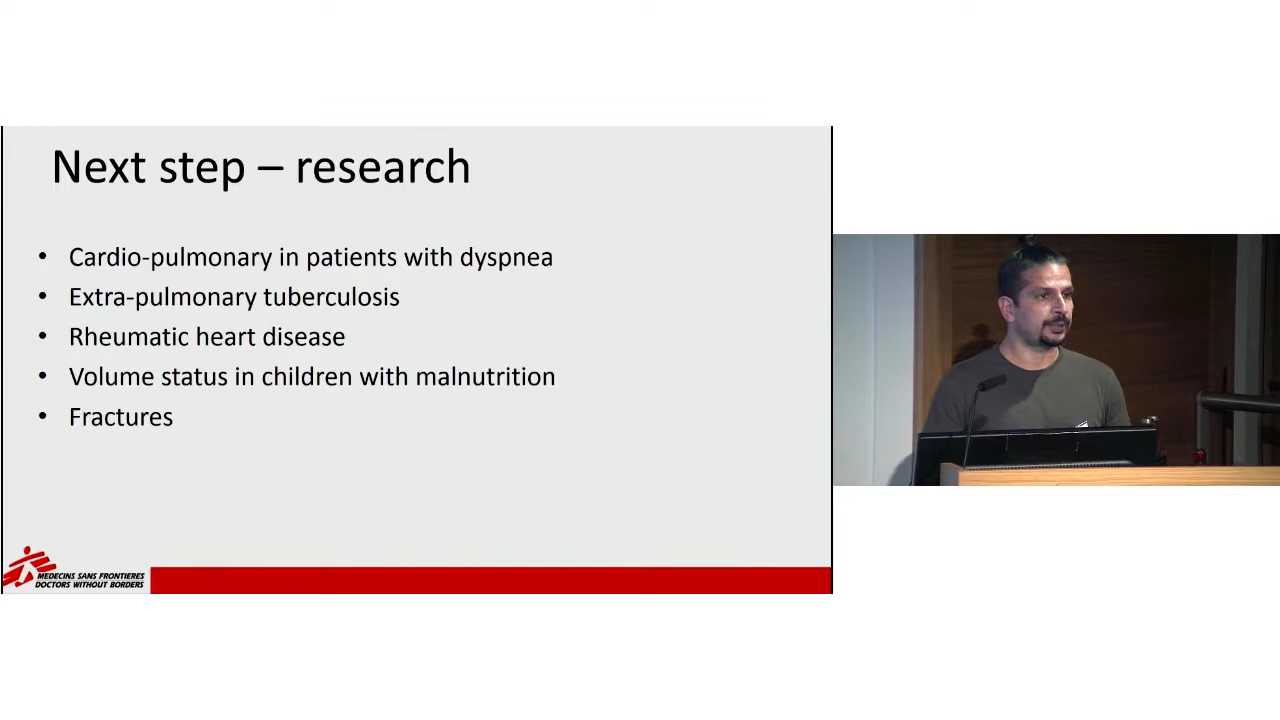 Next step – research
• Cardio-pulmonary in patients with dyspnea
• Extra-pulmonary tuberculosis
• Rheumatic heart disease
• Volume status in children with malnutrition
• Fractures
MEDECINS SANS FRONTIERES
DOCTORS WITHOUT BORDERS